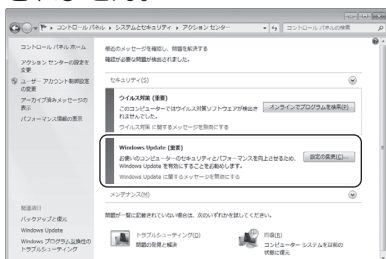 コントロール パネル ▸ システムとセキュリティ ▸ アクション センター
コントロール パネルの検索
コントロール パネル ホーム
アクション センターの設定を
変更
ユーザー アカウント制御設定
の変更
アーカイブ済みメッセージの
表示
パフォーマンス情報の表示
最近のメッセージを確認し、問題を解決する
確認が必要な問題が検出されました。
セキュリティ(S)
ウイルス対策 (重要)
このコンピューターではウイルス対策ソフトウェアが検出さ
れませんでした。
オンラインでプログラムを検索(F)
ウイルス対策 に関するメッセージを無効にする
Windows Update (重要)
お使いのコンピューターのセキュリティとパフォーマンスを向上させるため、
Windows Update を有効にすることをお勧めします。
設定の変更(C)...
Windows Update に関するメッセージを無効にする
メンテナンス(M)
問題が一覧に記載されていない場合は、次のいずれかを試してください。
トラブルシューティング(D)
問題の発見と解決
回復(R)
コンピューター システムを以前の
状態に復元
関連項目
バックアップと復元
Windows Update
Windows プログラム互換性の
トラブルシューティング